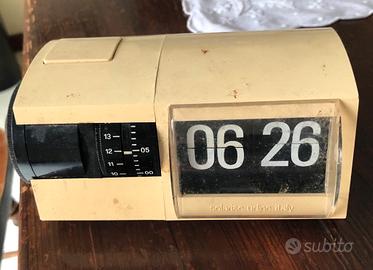 13
12 05
11
10 00
06 26
solari udine italy
subito